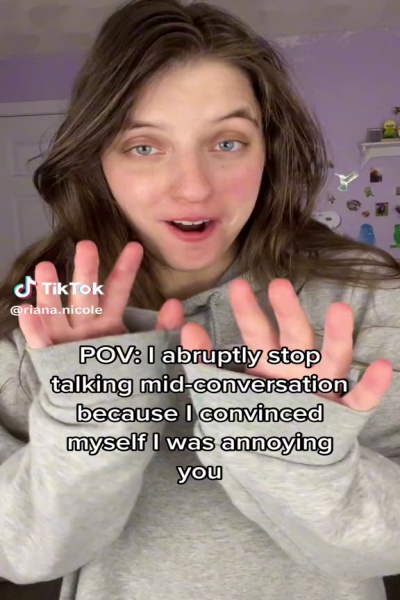 TikTok
@riana.nicole
POV: I abruptly stop
talking mid-conversation
because I convinced
myself I was annoying
you